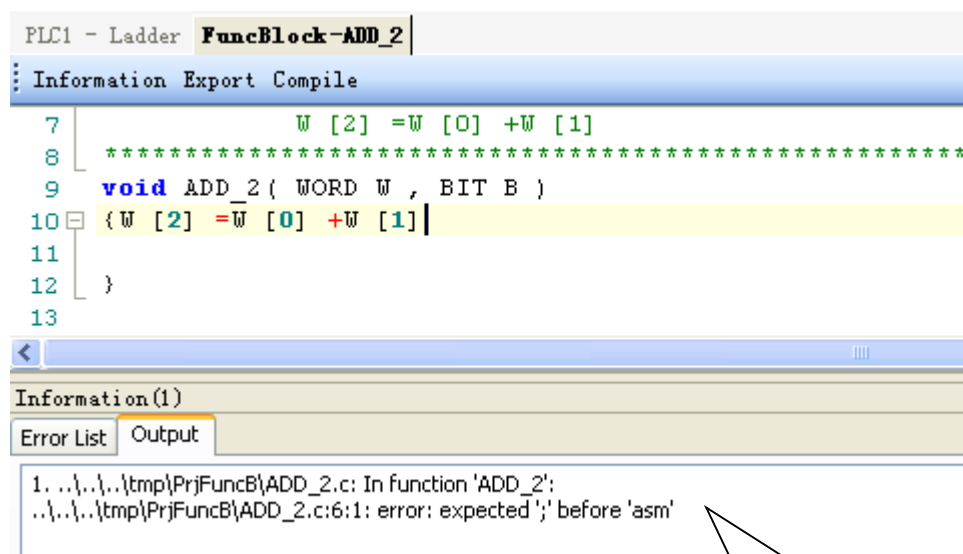 PLC1 - Ladder FuncBlock-ADD_2
Information Export Compile
7 W [2] =W [0] +W [1]
8 ******************************************************
9 void ADD_2( WORD W , BIT B )
10 {W [2] =W [0] +W [1]
11
12 }
13
Information(1)
Error List Output
1. ..\..\..\tmp\PrjFuncB\ADD_2.c: In function 'ADD_2':
..\..\..\tmp\PrjFuncB\ADD_2.c:6:1: error: expected ';' before 'asm'